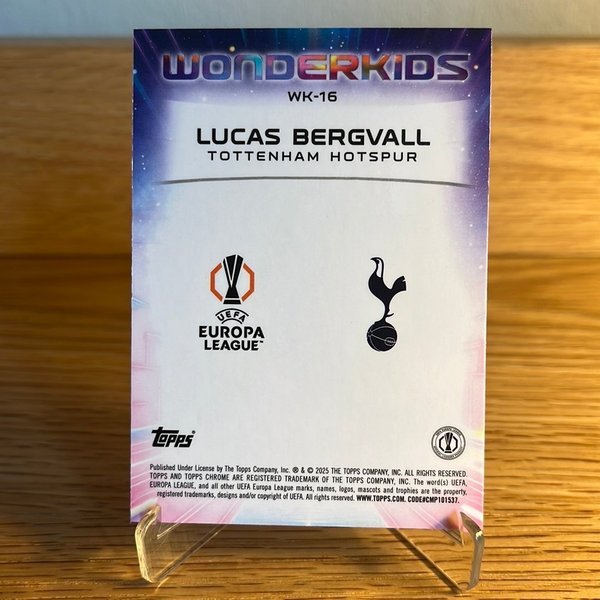 WONDERKIDS
WK-16
LUCAS BERGVALL
TOTTENHAM HOTSPUR
UEFA
EUROPA
LEAGUE™
topps®
Published Under License by The Topps Company, Inc. ® & © 2025 THE TOPPS COMPANY, INC. ALL RIGHTS RESERVED.
TOPPS AND TOPPS CHROME ARE REGISTERED TRADEMARK OF THE TOPPS COMPANY, INC. The word(s) UEFA,
EUROPA LEAGUE, and all other UEFA Europa League marks, names, logos, mascots and trophies are the property,
registered trademarks, designs and/or copyright of UEFA. All rights reserved. WWW.TOPPS.COM. CODE#CMP101537.